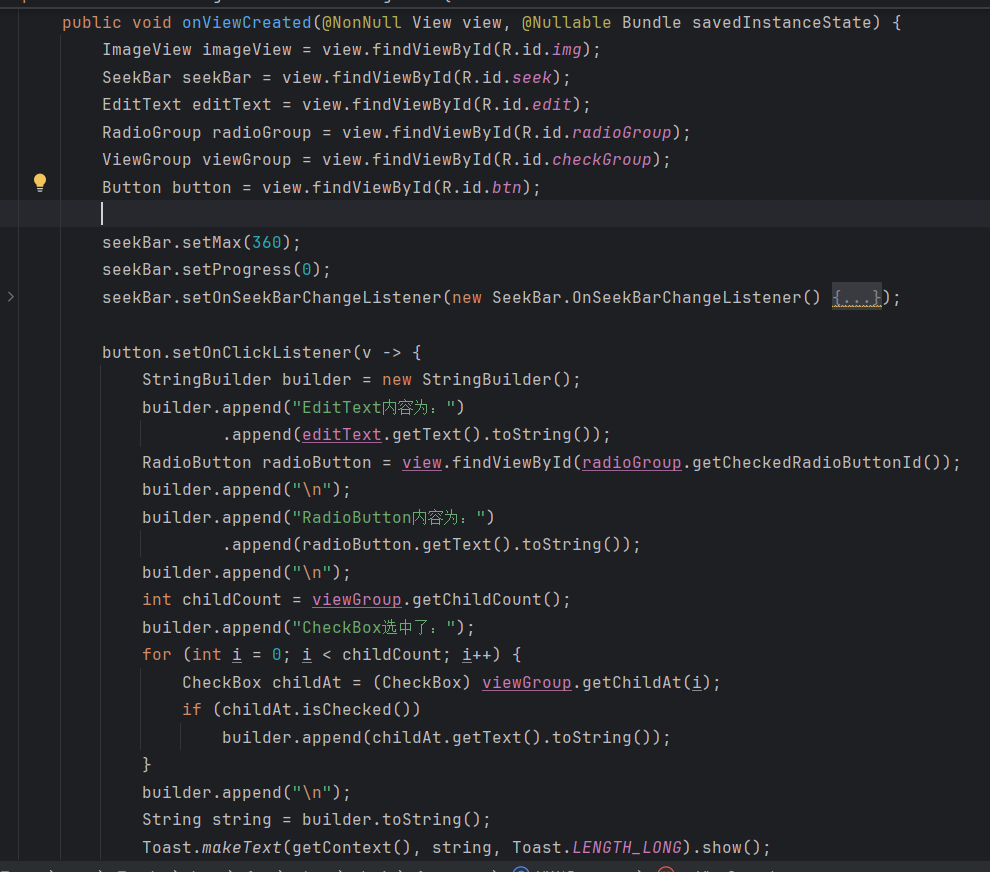 public void onViewCreated(@NonNull View view, @Nullable Bundle savedInstanceState) {
ImageView imageView = view.findViewById(R.id.img);
SeekBar seekBar = view.findViewById(R.id.seek);
EditText editText = view.findViewById(R.id.edit);
RadioGroup radioGroup = view.findViewById(R.id.radioGroup);
ViewGroup viewGroup = view.findViewById(R.id.checkGroup);
Button button = view.findViewById(R.id.btn);
seekBar.setMax(360);
seekBar.setProgress(0);
seekBar.setOnSeekBarChangeListener(new SeekBar.OnSeekBarChangeListener() {...});
button.setOnClickListener(v -> {
StringBuilder builder = new StringBuilder();
builder.append("EditText内容为：")
.append(editText.getText().toString());
RadioButton radioButton = view.findViewById(radioGroup.getCheckedRadioButtonId());
builder.append("\n");
builder.append("RadioButton内容为：")
.append(radioButton.getText().toString());
builder.append("\n");
int childCount = viewGroup.getChildCount();
builder.append("CheckBox选中了：");
for (int i = 0; i < childCount; i++) {
CheckBox childAt = (CheckBox) viewGroup.getChildAt(i);
if (childAt.isChecked())
builder.append(childAt.getText().toString());
}
builder.append("\n");
String string = builder.toString();
Toast.makeText(getContext(), string, Toast.LENGTH_LONG).show();